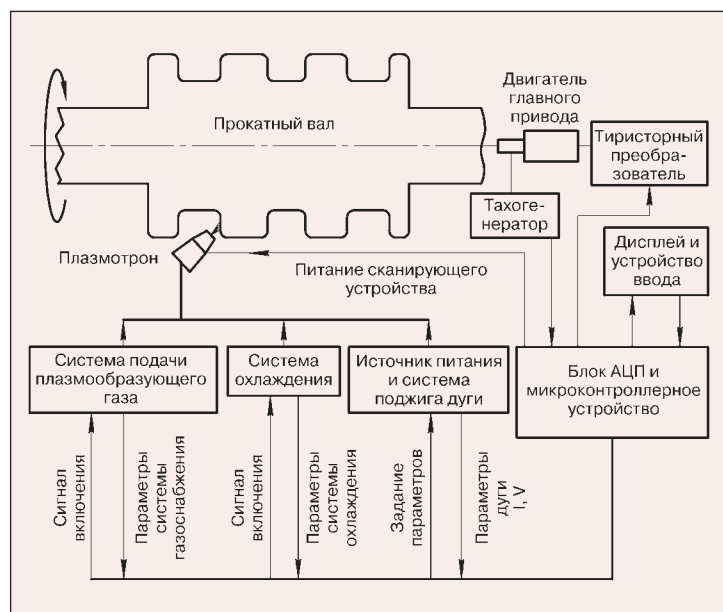 Прокатный вал
Двигатель
главного
привода
Тиристорный
преобра-
зователь
Тахоге-
нератор
Дисплей и
устройство
ввода
Плазмотрон
Питание сканирующего
устройства
Система подачи
плазмообразующего
газа
Система
охлаждения
Источник питания
и система
поджига дуги
Блок АЦП и
микроконтроллерное
устройство
Сигнал
включения
Параметры
системы
газоснабжения
Сигнал
включения
Параметры
системы
охлаждения
Задание
параметров
Параметры
дуги
I, V